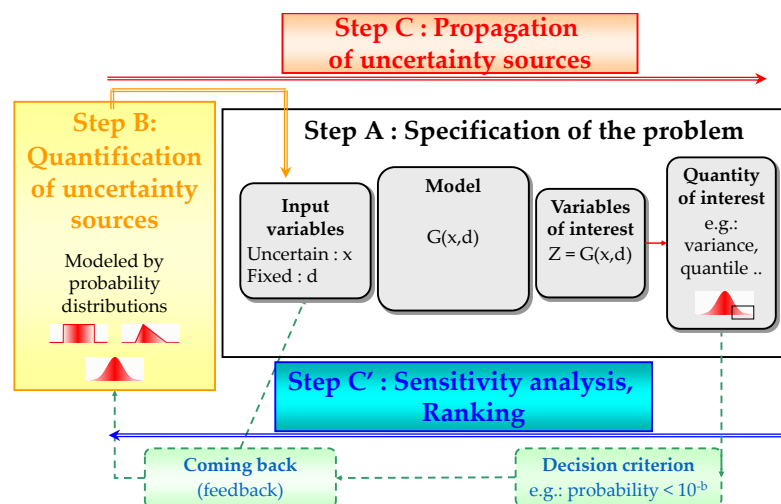 Step C : Propagation
of uncertainty sources
Step B:
Quantification
of uncertainty
sources
Modeled by
probability
distributions
Step A : Specification of the problem
Input
variables
Uncertain : x
Fixed : d
Model
G(x,d)
Variables
of interest
Z = G(x,d)
Quantity
of interest
e.g.:
variance,
quantile ..
Step C’ : Sensitivity analysis,
Ranking
Coming back
(feedback)
Decision criterion
e.g.: probability < 10⁻ᵇ